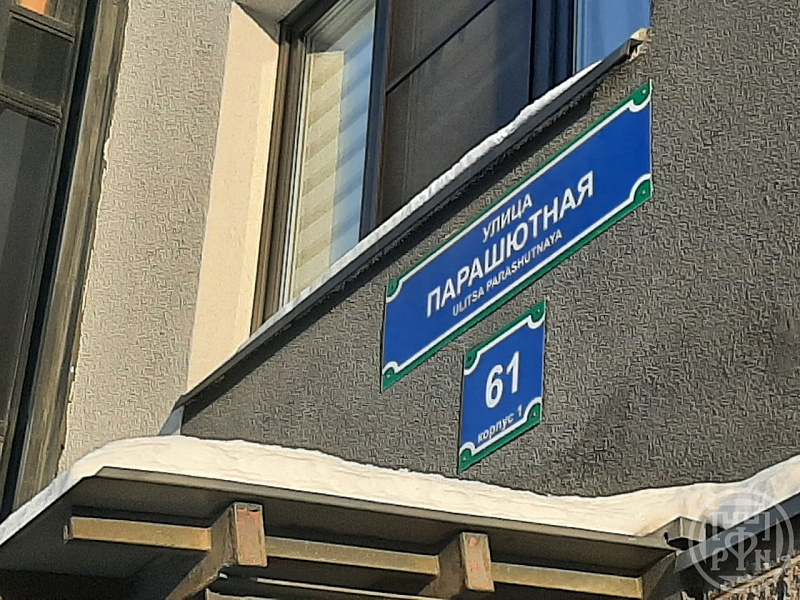 УЛИЦА
ПАРАШЮТНАЯ
ULITSA PARASHUTNAYA
61
корпус 1